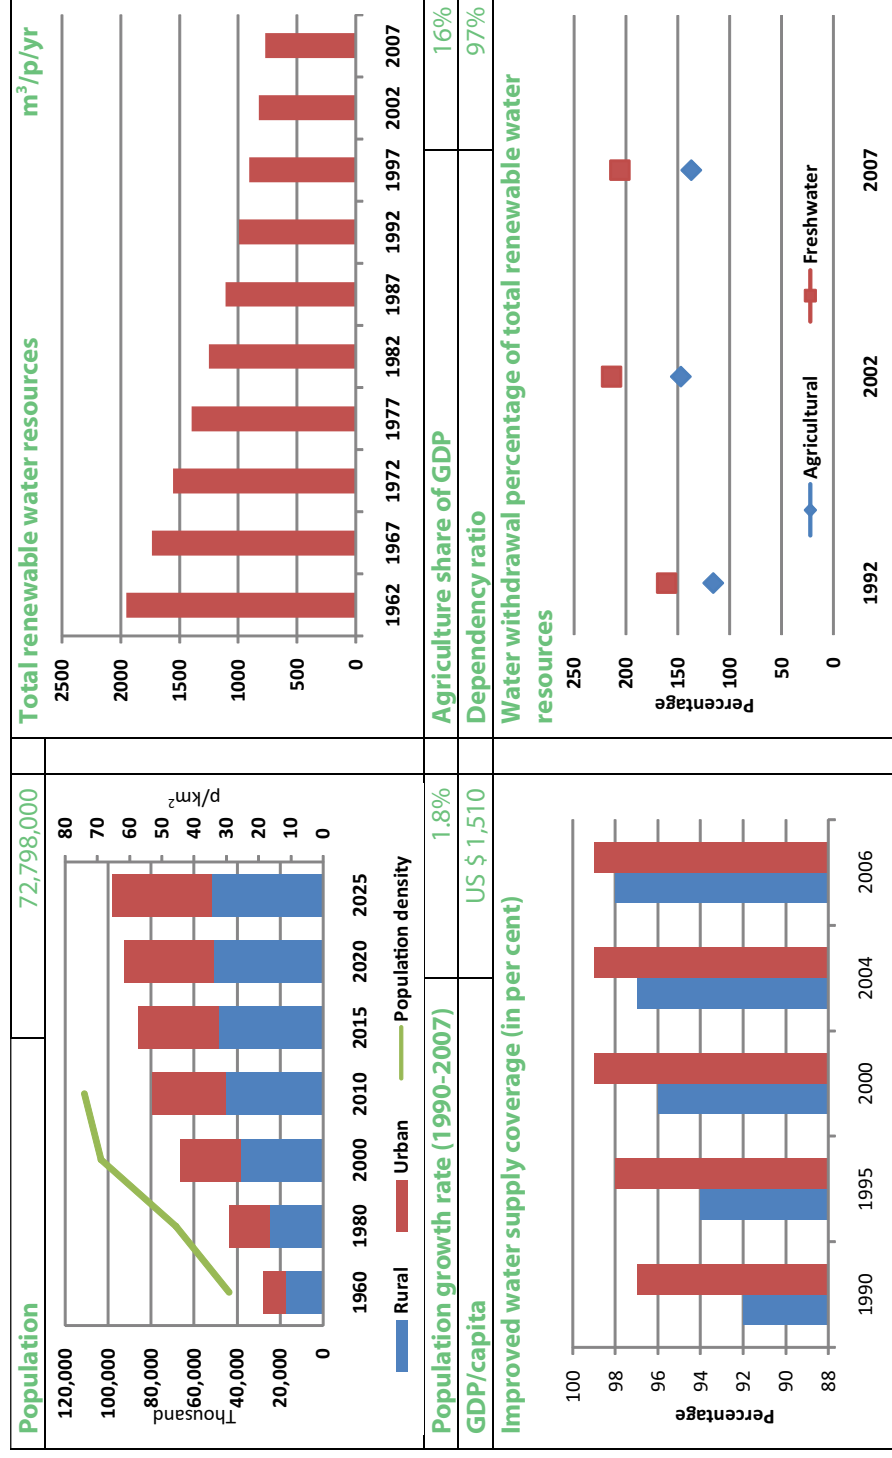 Population
72,798,000
120,000
100,000
80,000
60,000
40,000
20,000
0
Thousand
80
70
60
50
40
30
20
10
0
p/km²
1960 1980 2000 2010 2015 2020 2025
Rural Urban Population density
Total renewable water resources m³/p/yr
2500
2000
1500
1000
500
0
1962 1967 1972 1977 1982 1987 1992 1997 2002 2007
Population growth rate (1990-2007) 1.8%
Agriculture share of GDP 16%
GDP/capita US $ 1,510
Dependency ratio 97%
Improved water supply coverage (in per cent)
100
98
96
94
92
90
88
Percentage
1990 1995 2000 2004 2006
Water withdrawal percentage of total renewable water
resources
250
200
150
100
50
0
Percentage
Agricultural Freshwater
1992 2002 2007